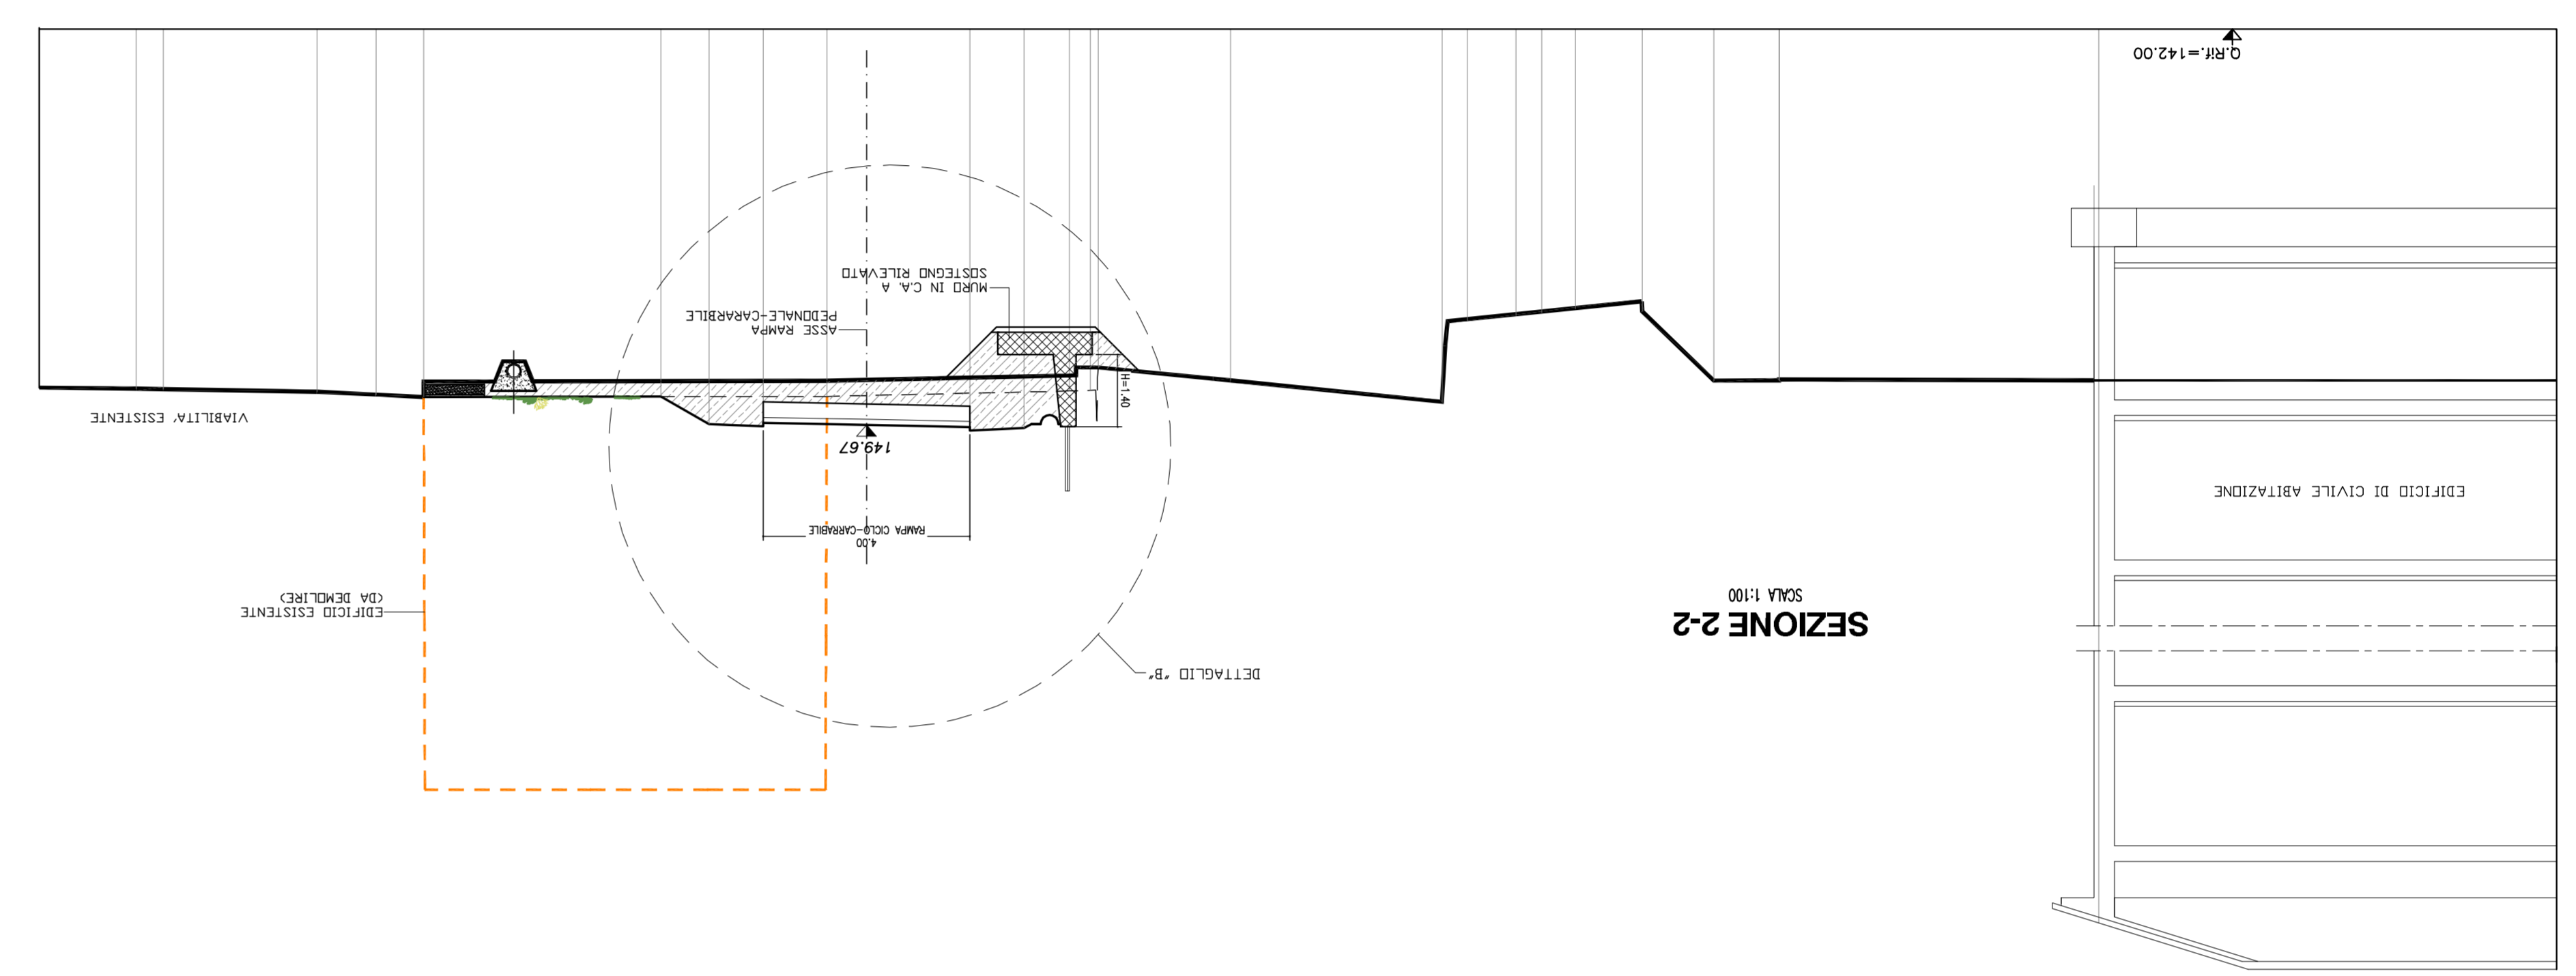 DETTAGLIO "B"
SEZIONE 2-2
SCALA 1:100
EDIFICIO ESISTENTE
(DA DEMOLIRE)
4.00
RAMPA CICLO-CARRABILE
EDIFICIO DI CIVILE ABITAZIONE
149.67
VIABILITA' ESISTENTE
H=1.40
ASSE RAMPA
PEDONALE-CARARBILE
MURO IN C.A. A
SOSTEGNO RILEVATO
Q.Rif.=142.00